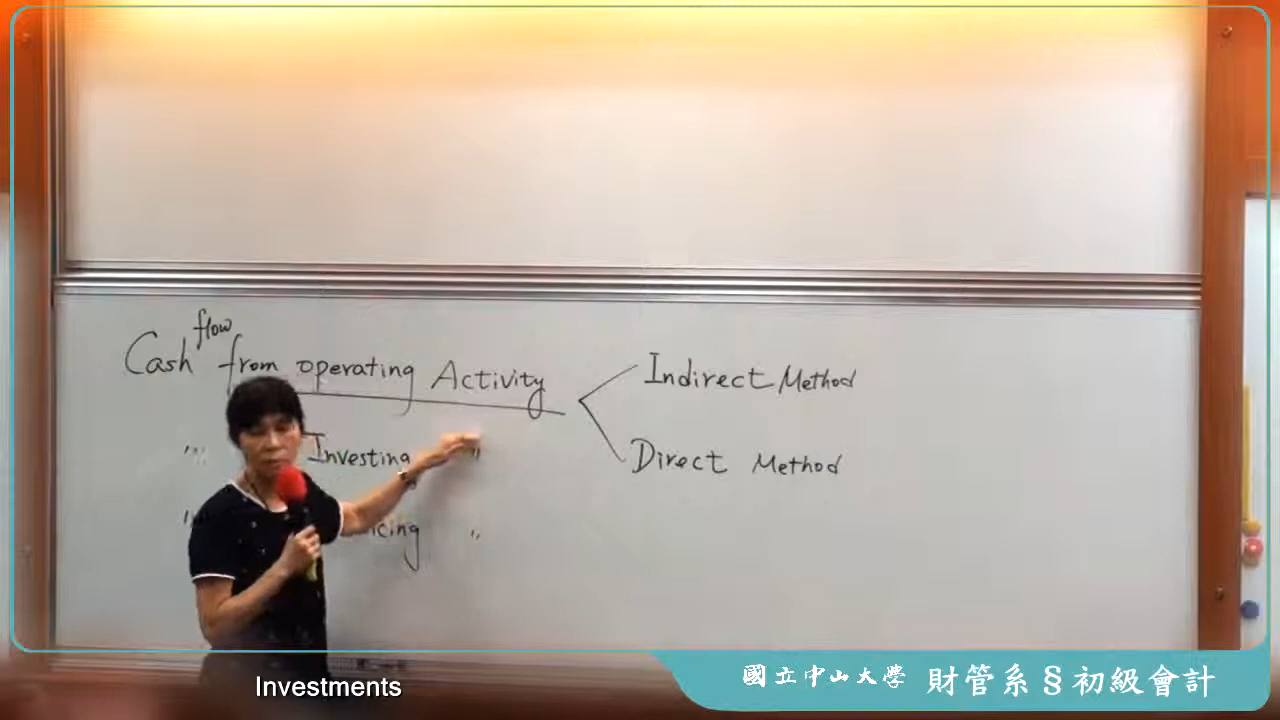 flow
Cash from operating Activity
Indirect Method
" Investing "
Direct Method
" ncing "
Investments
國立中山大學 財管系§初級會計